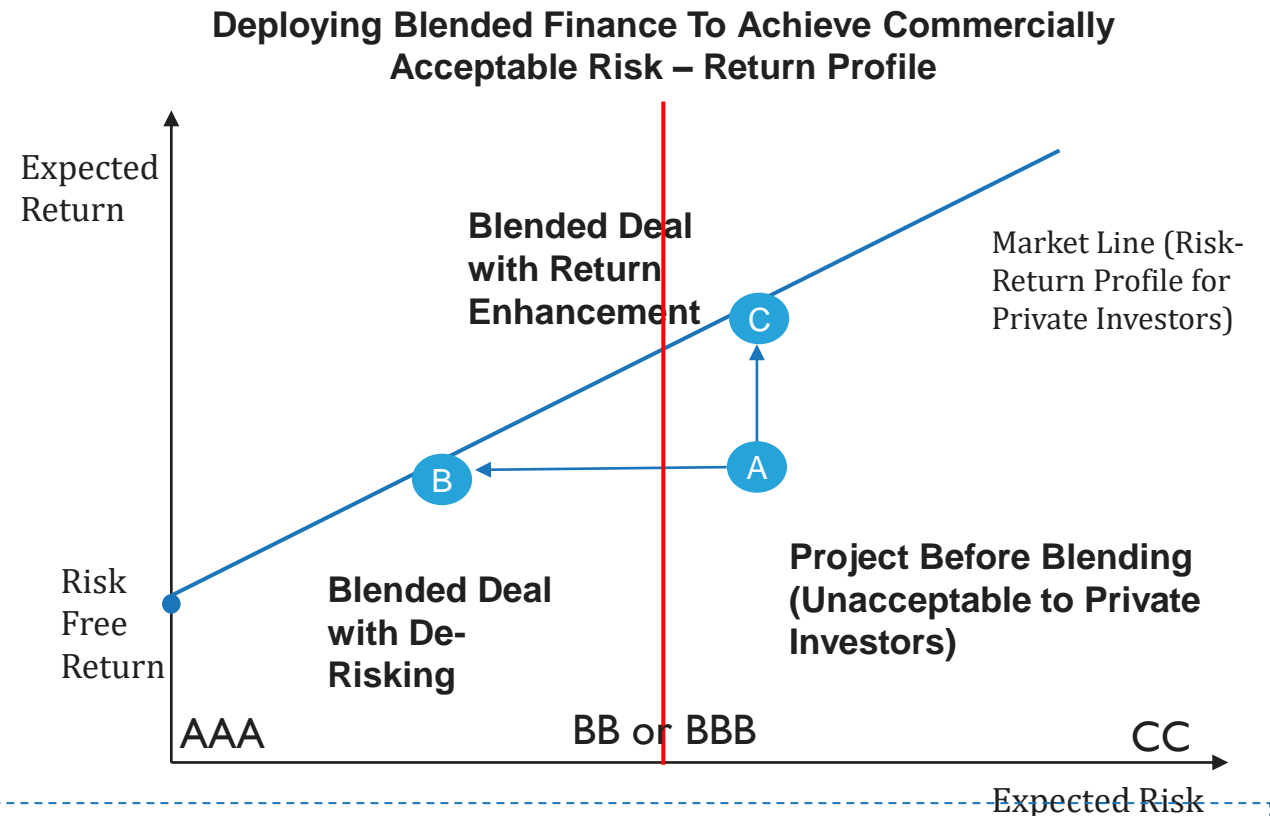 Deploying Blended Finance To Achieve Commercially
Acceptable Risk – Return Profile
Expected
Return
Blended Deal
with Return
Enhancement
Market Line (Risk-
Return Profile for
Private Investors)
C
B
A
Risk
Free
Return
Blended Deal
with De-
Risking
Project Before Blending
(Unacceptable to Private
Investors)
AAA
BB or BBB
CC
Expected Risk